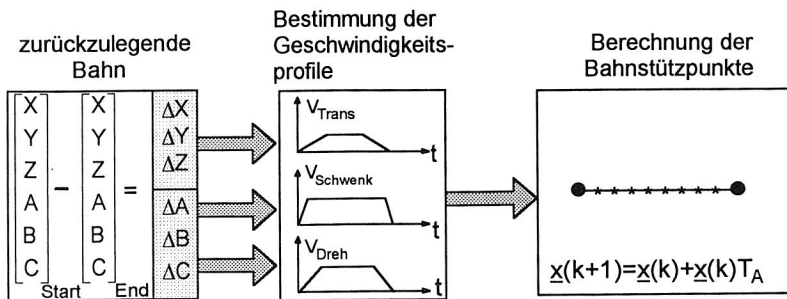 zurückzulegende
Bahn
X
Y
Z
A
B
C
Start
–
X
Y
Z
A
B
C
End
=
ΔX
ΔY
ΔZ
ΔA
ΔB
ΔC
Bestimmung der
Geschwindigkeits-
profile
V_Trans
t
V_Schwenk
t
V_Dreh
t
Berechnung der
Bahnstützpunkte
x(k+1)=x(k)+x(k)T_A